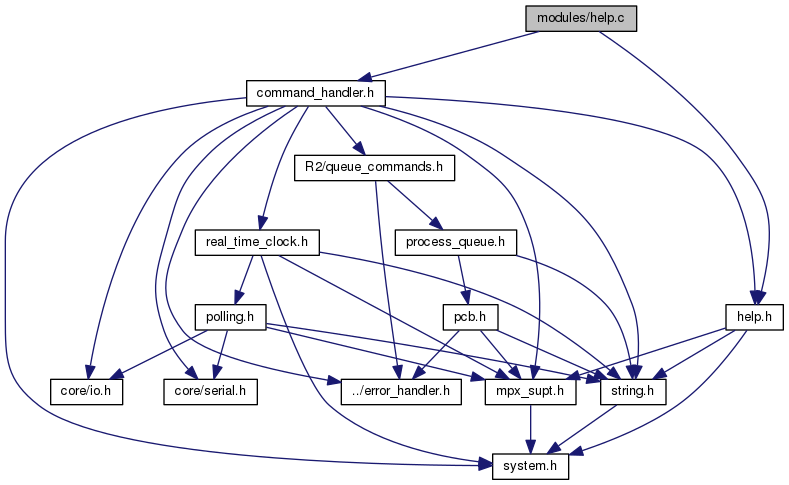 modules/help.c
command_handler.h
R2/queue_commands.h
real_time_clock.h
process_queue.h
polling.h
pcb.h
help.h
core/io.h
core/serial.h
../error_handler.h
mpx_supt.h
string.h
system.h